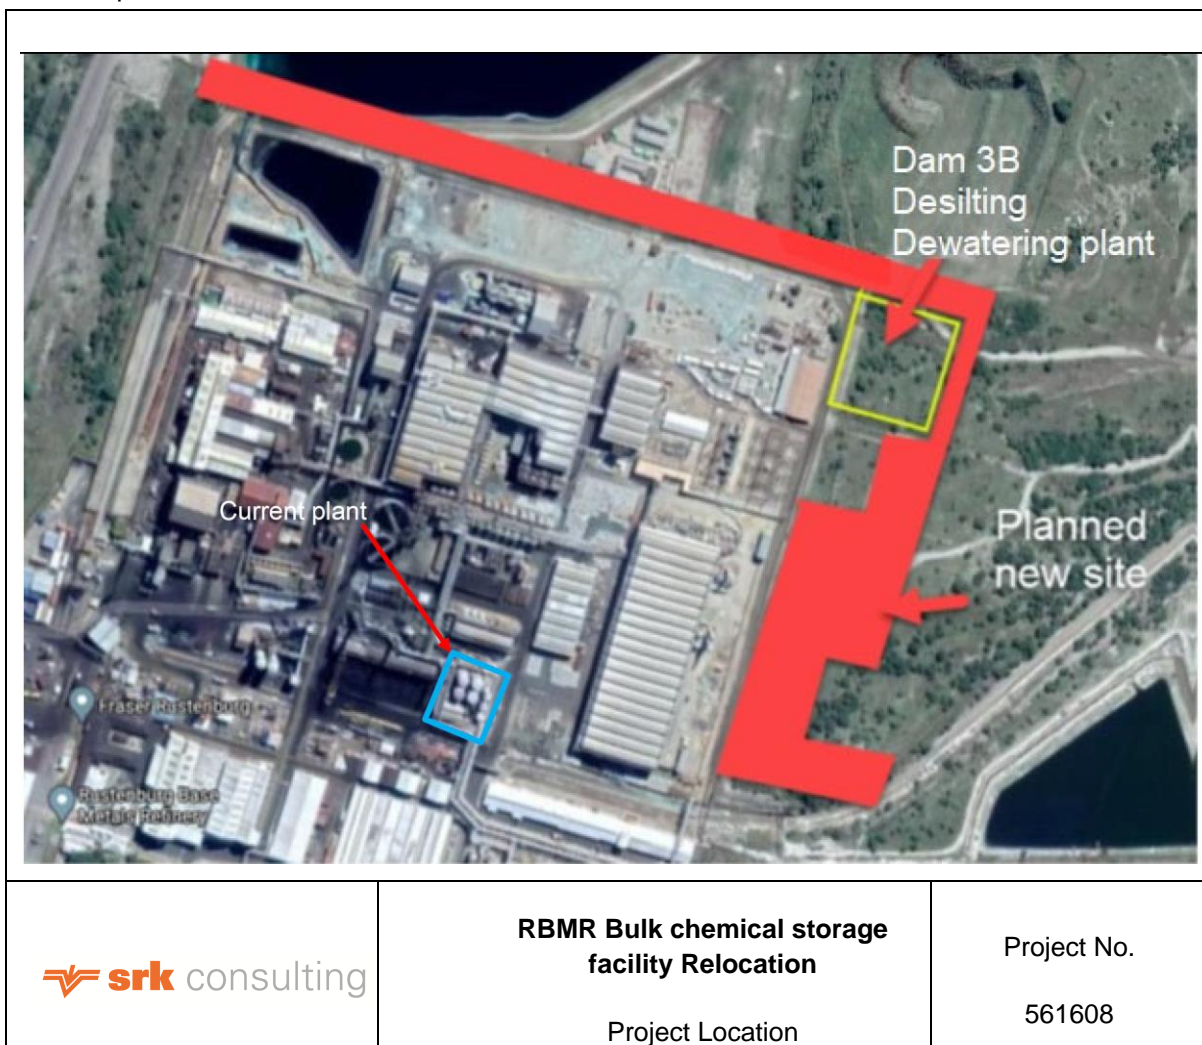 Dam 3B
Desilting
Dewatering plant
Current plant
Planned
new site
Fraser Rustenburg
Rustenburg Base
Metals Refinery
srk consulting
RBMR Bulk chemical storage
facility Relocation
Project Location
Project No.
561608